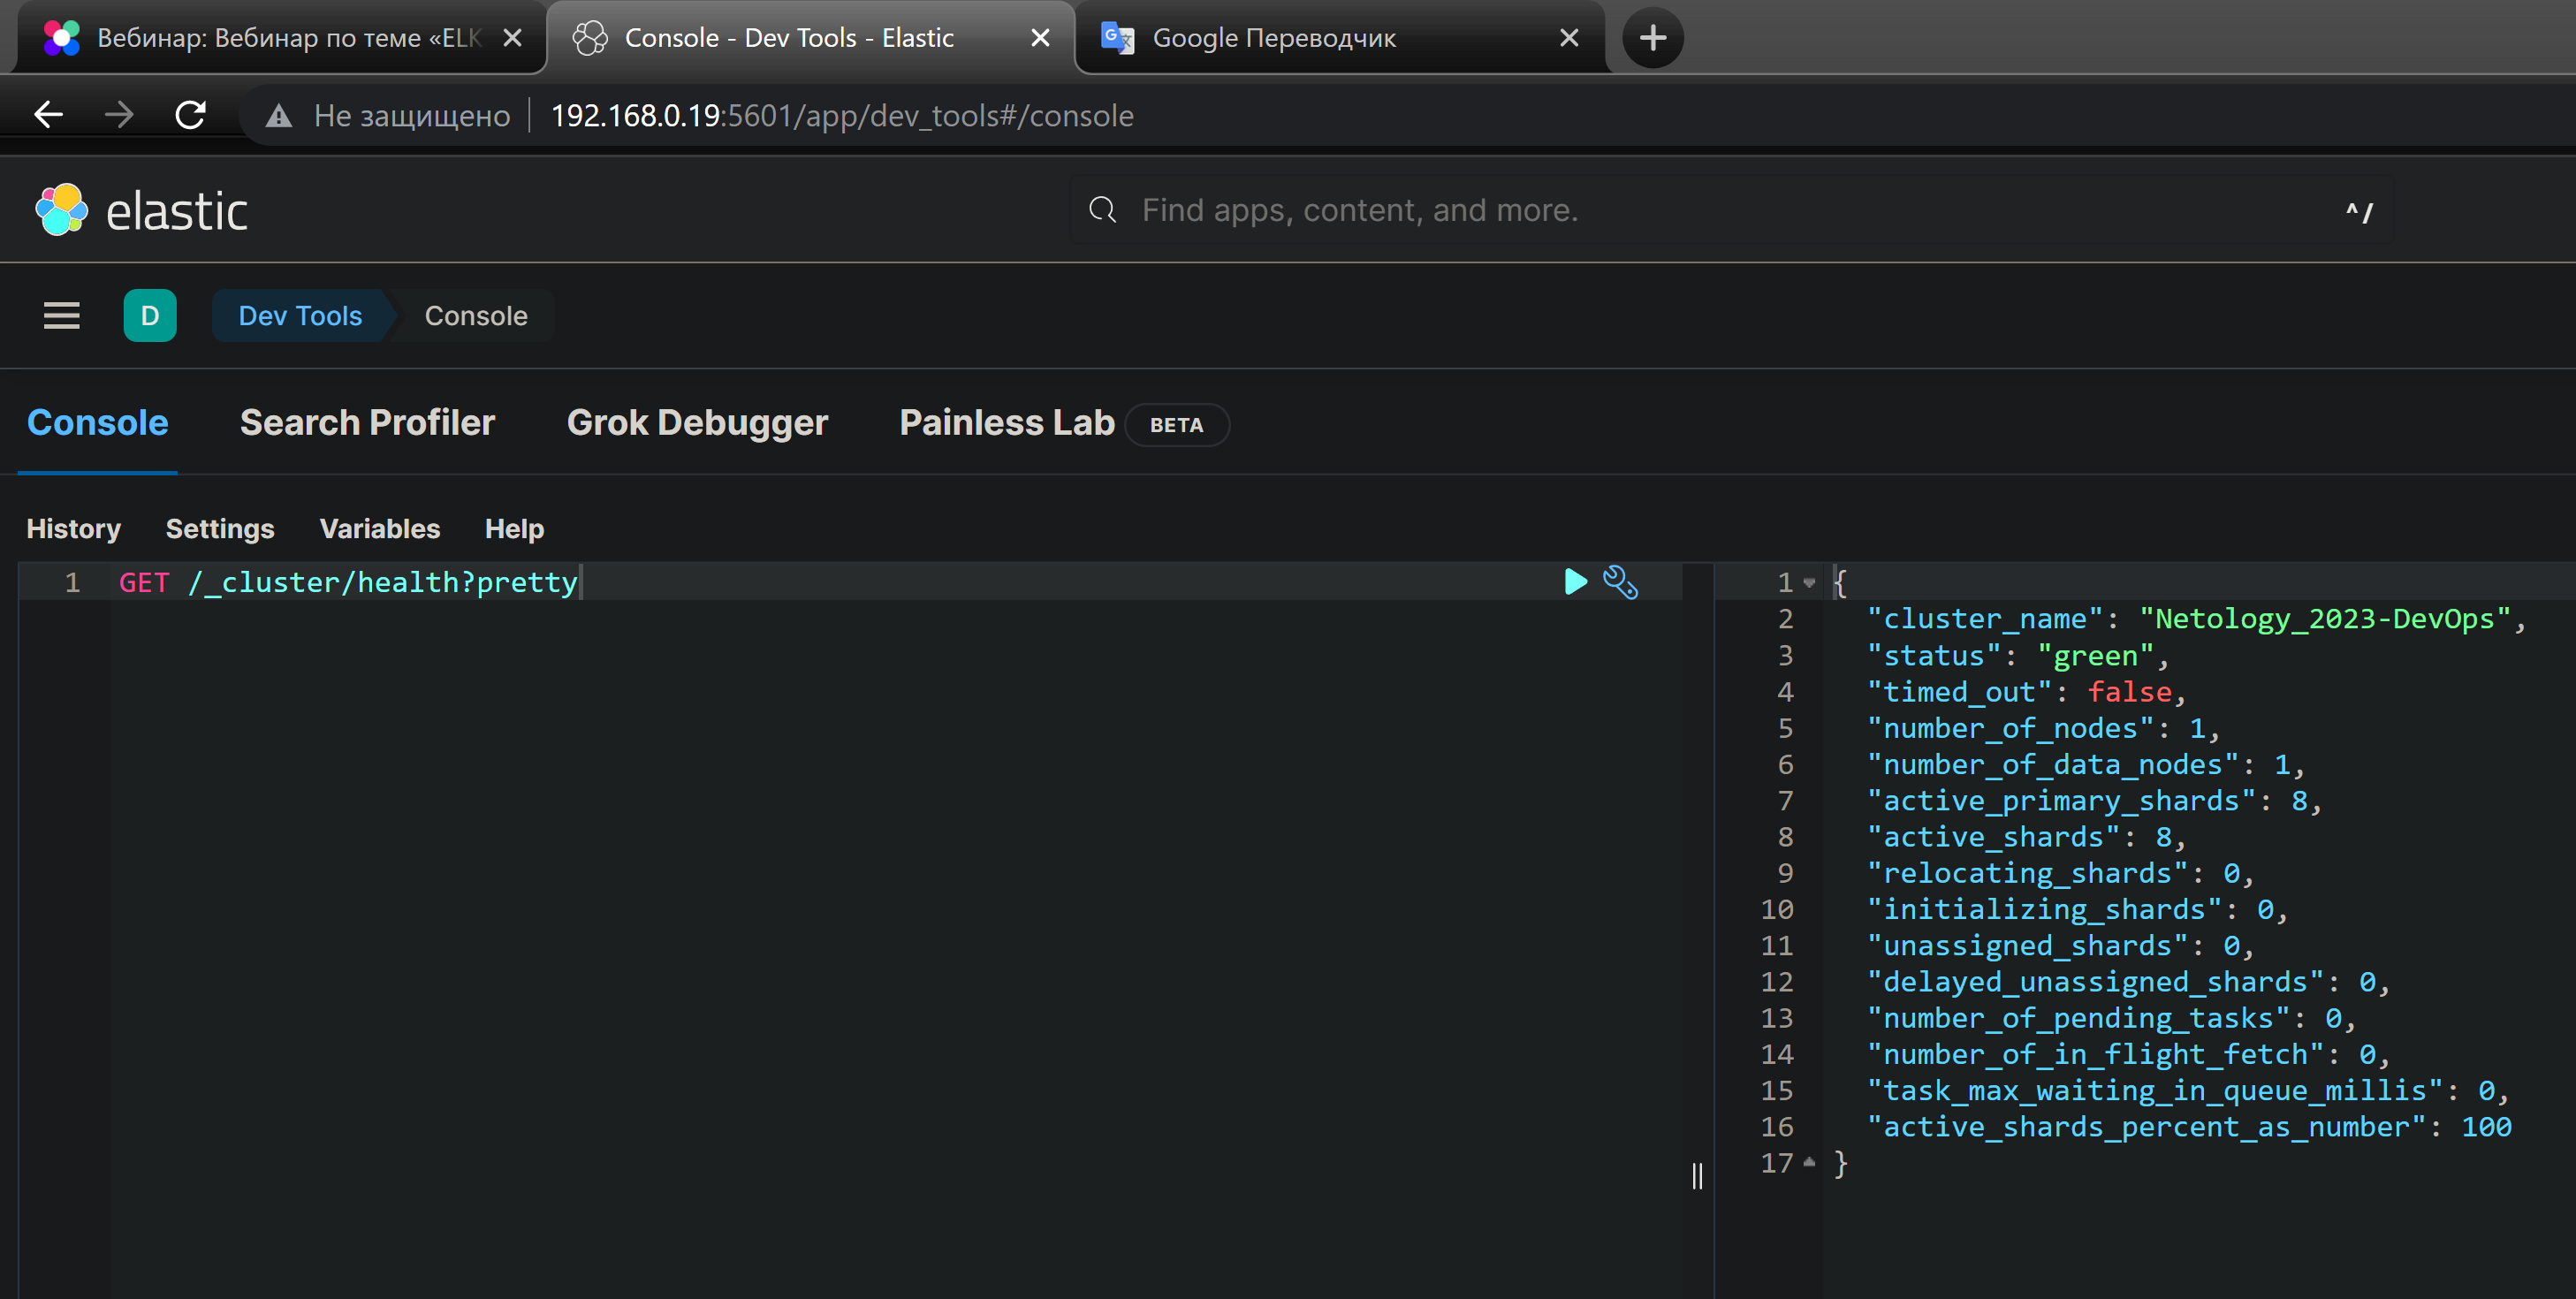 Вебинар: Вебинар по теме «ELK
Console - Dev Tools - Elastic
Google Переводчик
Не защищено
192.168.0.19:5601/app/dev_tools#/console
elastic
Find apps, content, and more.
^/
D
Dev Tools
Console
Console
Search Profiler
Grok Debugger
Painless Lab
BETA
History
Settings
Variables
Help
1 GET /_cluster/health?pretty
1 {
2 "cluster_name": "Netology_2023-DevOps",
3 "status": "green",
4 "timed_out": false,
5 "number_of_nodes": 1,
6 "number_of_data_nodes": 1,
7 "active_primary_shards": 8,
8 "active_shards": 8,
9 "relocating_shards": 0,
10 "initializing_shards": 0,
11 "unassigned_shards": 0,
12 "delayed_unassigned_shards": 0,
13 "number_of_pending_tasks": 0,
14 "number_of_in_flight_fetch": 0,
15 "task_max_waiting_in_queue_millis": 0,
16 "active_shards_percent_as_number": 100
17 }